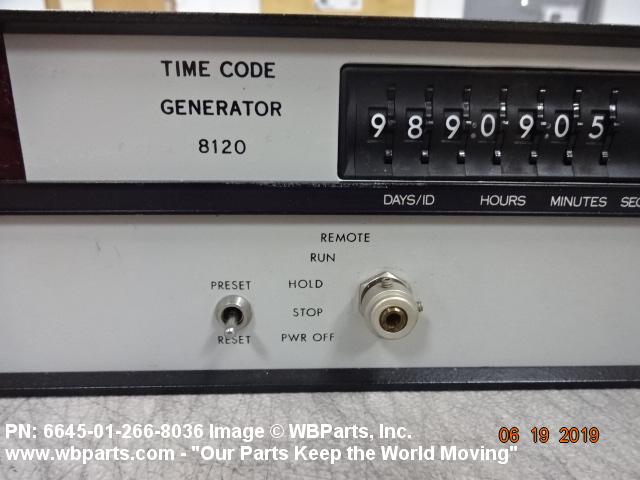 TIME CODE
GENERATOR
8120
9 8 9:0 9:0 5
DAYS/ID HOURS MINUTES SEC
REMOTE
RUN
PRESET HOLD
STOP
RESET PWR OFF
PN: 6645-01-266-8036 Image © WBParts, Inc.
06 19 2019
www.wbparts.com - "Our Parts Keep the World Moving"